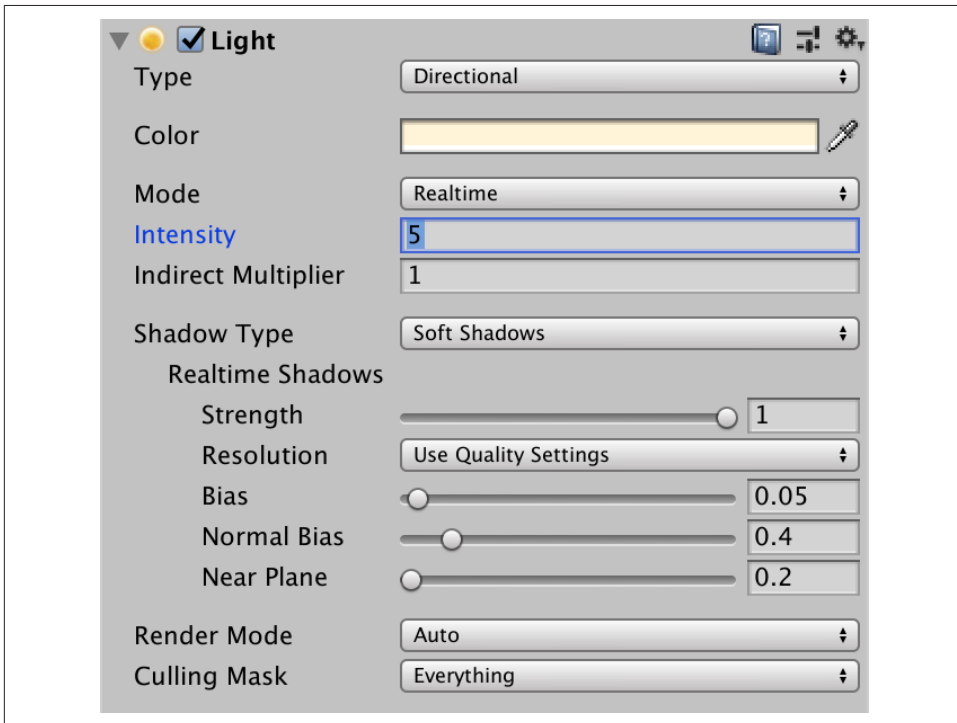 Light
Type Directional
Color
Mode Realtime
Intensity 5
Indirect Multiplier 1
Shadow Type Soft Shadows
Realtime Shadows
Strength 1
Resolution Use Quality Settings
Bias 0.05
Normal Bias 0.4
Near Plane 0.2
Render Mode Auto
Culling Mask Everything